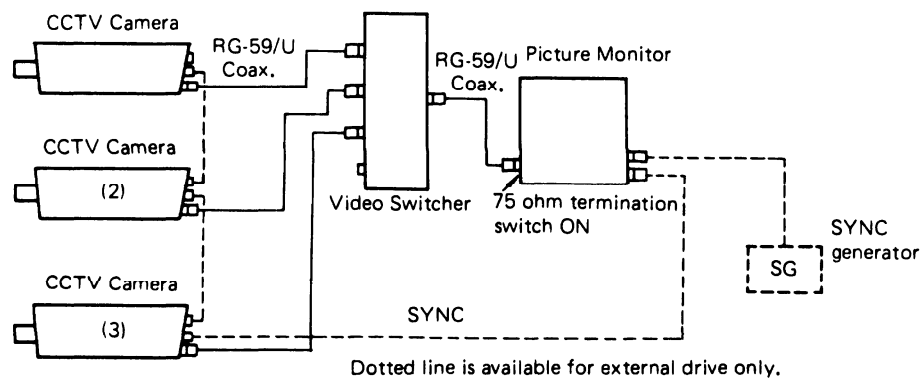 CCTV Camera
RG-59/U
Coax.
RG-59/U
Coax.
Picture Monitor
CCTV Camera
(2)
Video Switcher
75 ohm termination
switch ON
SYNC
generator
SG
CCTV Camera
(3)
SYNC
Dotted line is available for external drive only.